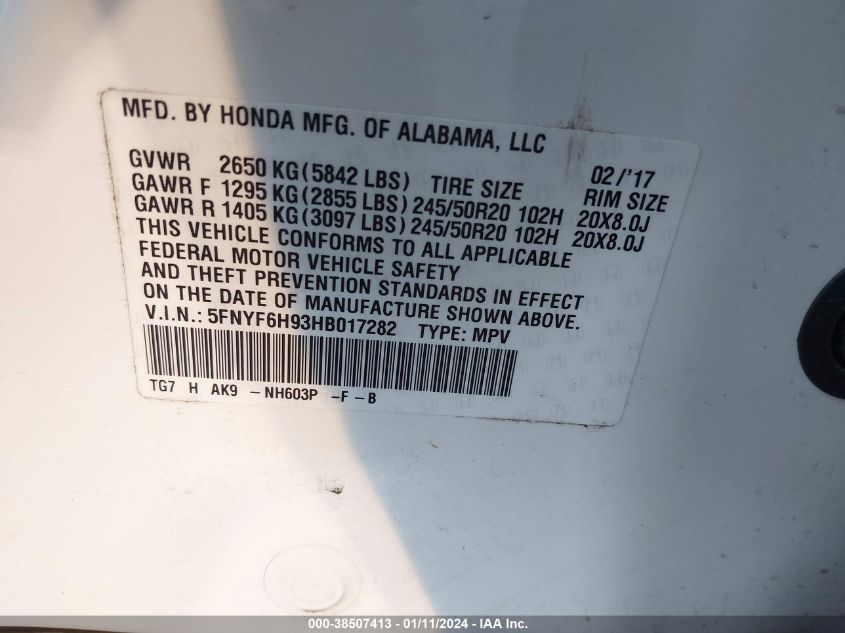 MFD. BY HONDA MFG. OF ALABAMA, LLC
GVWR 2650 KG (5842 LBS) TIRE SIZE 02/'17 RIM SIZE
GAWR F 1295 KG (2855 LBS) 245/50R20 102H 20X8.0J
GAWR R 1405 KG (3097 LBS) 245/50R20 102H 20X8.0J
THIS VEHICLE CONFORMS TO ALL APPLICABLE
FEDERAL MOTOR VEHICLE SAFETY
AND THEFT PREVENTION STANDARDS IN EFFECT
ON THE DATE OF MANUFACTURE SHOWN ABOVE.
V.I.N.: 5FNYF6H93HB017282 TYPE: MPV
TG7 H AK9 -NH603P -F -B
000-38507413 - 01/11/2024 - IAA Inc.